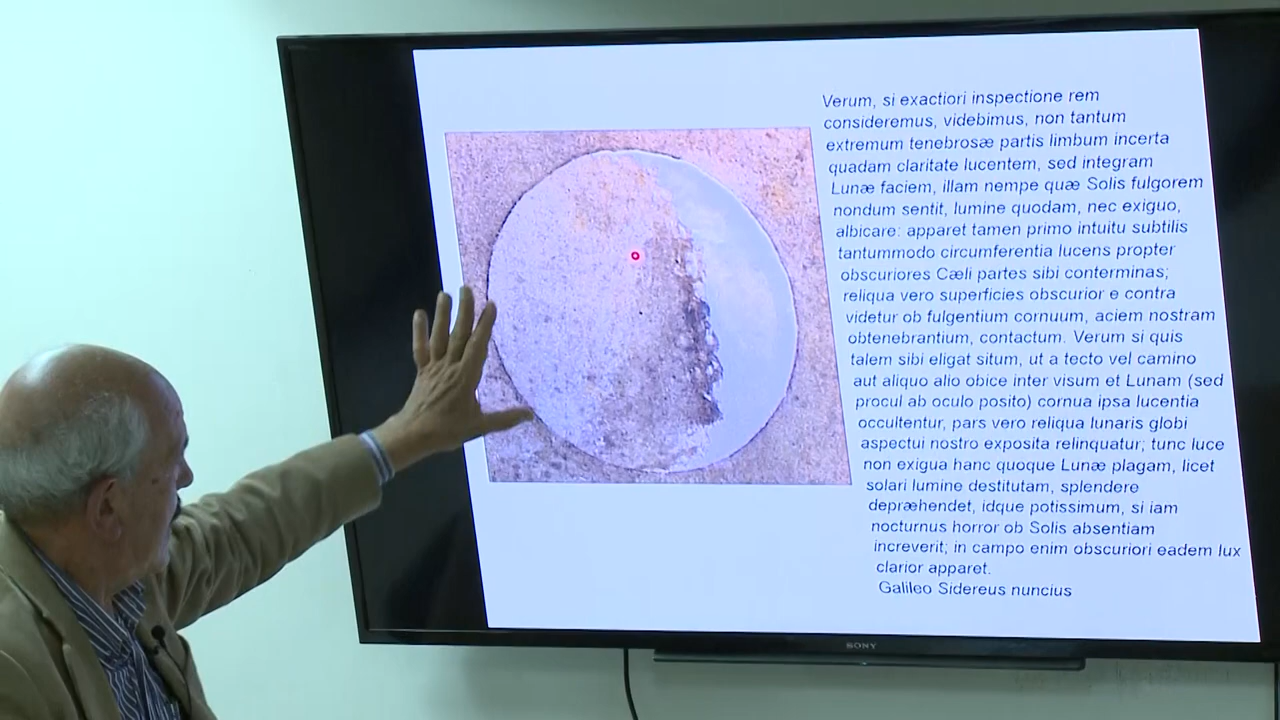 Verum, si exactiori inspectione rem
consideremus, videbimus, non tantum
extremum tenebrosæ partis limbum incerta
quadam claritate lucentem, sed integram
Lunæ faciem, illam nempe quæ Solis fulgorem
nondum sentit, lumine quodam, nec exiguo,
albicare: apparet tamen primo intuitu subtilis
tantummodo circumferentia lucens propter
obscuriores Cæli partes sibi conterminas;
reliqua vero superficies obscurior e contra
videtur ob fulgentium cornuum, aciem nostram
obtenebrantium, contactum. Verum si quis
talem sibi eligat situm, ut a tecto vel camino
aut aliquo alio obice inter visum et Lunam (sed
procul ab oculo posito) cornua ipsa lucentia
occultentur, pars vero reliqua lunaris globi
aspectui nostro exposita relinquatur; tunc luce
non exigua hanc quoque Lunæ plagam, licet
solari lumine destitutam, splendere
depræhendet, idque potissimum, si iam
nocturnus horror ob Solis absentiam
increverit; in campo enim obscuriori eadem lux
clarior apparet.
Galileo Sidereus nuncius
SONY